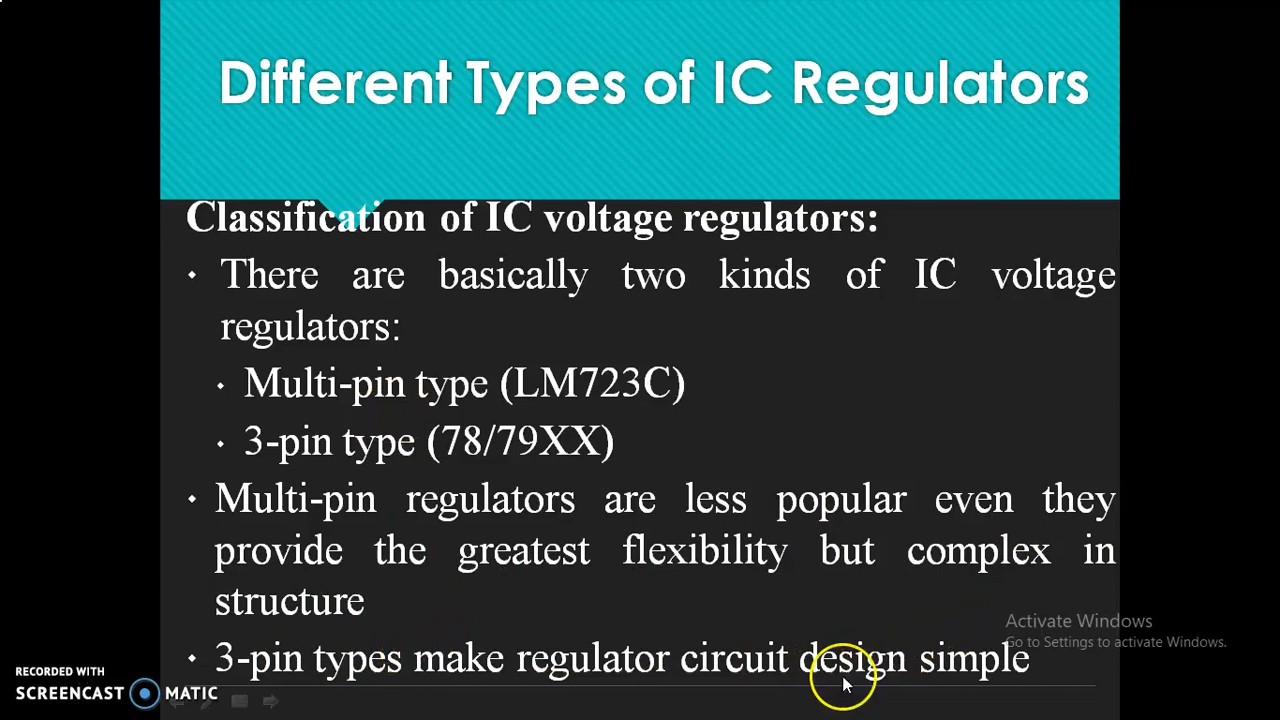 Different Types of IC Regulators
Classification of IC voltage regulators:
· There are basically two kinds of IC voltage
regulators:
· Multi-pin type (LM723C)
· 3-pin type (78/79XX)
· Multi-pin regulators are less popular even they
provide the greatest flexibility but complex in
structure
· 3-pin types make regulator circuit design simple
Activate Windows
Go to Settings to activate Windows.
RECORDED WITH
SCREENCAST MATIC